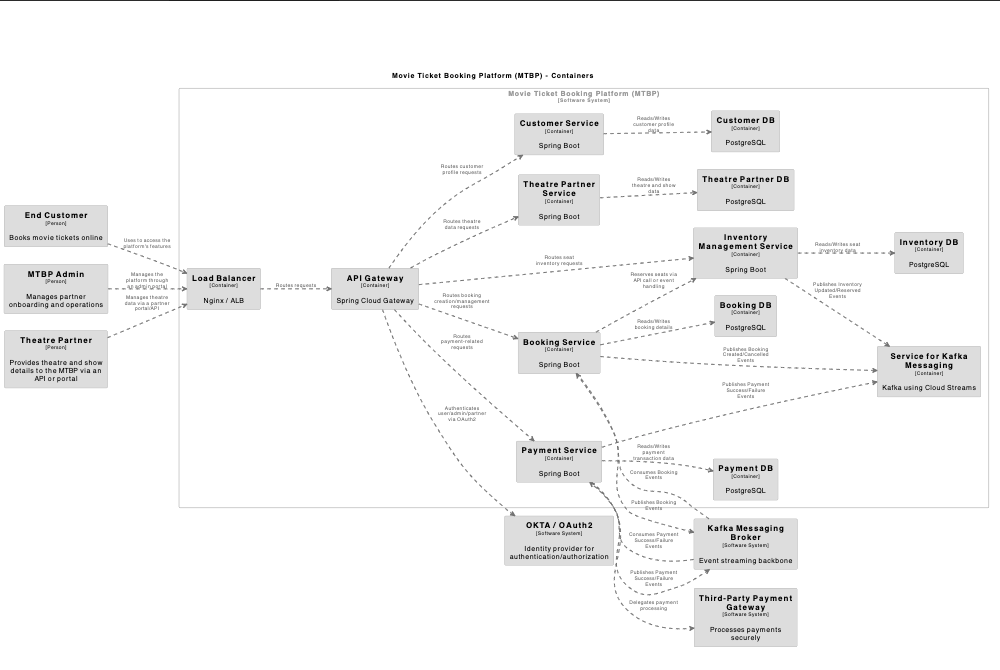 Movie Ticket Booking Platform (MTBP) - Containers
Movie Ticket Booking Platform (MTBP)
[Software System]
End Customer
[Person]
Books movie tickets online
MTBP Admin
[Person]
Manages partner
onboarding and operations
Theatre Partner
[Person]
Provides theatre and show
details to the MTBP via an
API or portal
Uses to access the
platform's features
Manages the
platform through
an admin portal
Manages theatre
data via a partner
portal/API
Load Balancer
[Container]
Nginx / ALB
Routes requests
API Gateway
[Container]
Spring Cloud Gateway
Routes customer
profile requests
Routes theatre
data requests
Routes seat
inventory requests
Routes booking
creation/management
requests
Routes
payment-related
requests
Authenticates
user/admin/partner
via OAuth2
Customer Service
[Container]
Spring Boot
Reads/Writes
customer profile
data
Customer DB
[Container]
PostgreSQL
Theatre Partner
Service
[Container]
Spring Boot
Reads/Writes
theatre and show
data
Theatre Partner DB
[Container]
PostgreSQL
Inventory
Management Service
[Container]
Spring Boot
Reads/Writes seat
inventory data
Inventory DB
[Container]
PostgreSQL
Reserves seats via
API call or event
handling
Publishes Inventory
Updated/Reserved
Events
Booking Service
[Container]
Spring Boot
Reads/Writes
booking details
Booking DB
[Container]
PostgreSQL
Publishes Booking
Created/Cancelled
Events
Service for Kafka
Messaging
[Container]
Kafka using Cloud Streams
Publishes Payment
Success/Failure
Events
Payment Service
[Container]
Spring Boot
Reads/Writes
payment
transaction data
Payment DB
[Container]
PostgreSQL
Consumes Booking
Events
Publishes Booking
Events
OKTA / OAuth2
[Software System]
Identity provider for
authentication/authorization
Consumes Payment
Success/Failure
Events
Kafka Messaging
Broker
[Software System]
Event streaming backbone
Publishes Payment
Success/Failure
Events
Delegates payment
processing
Third-Party Payment
Gateway
[Software System]
Processes payments
securely